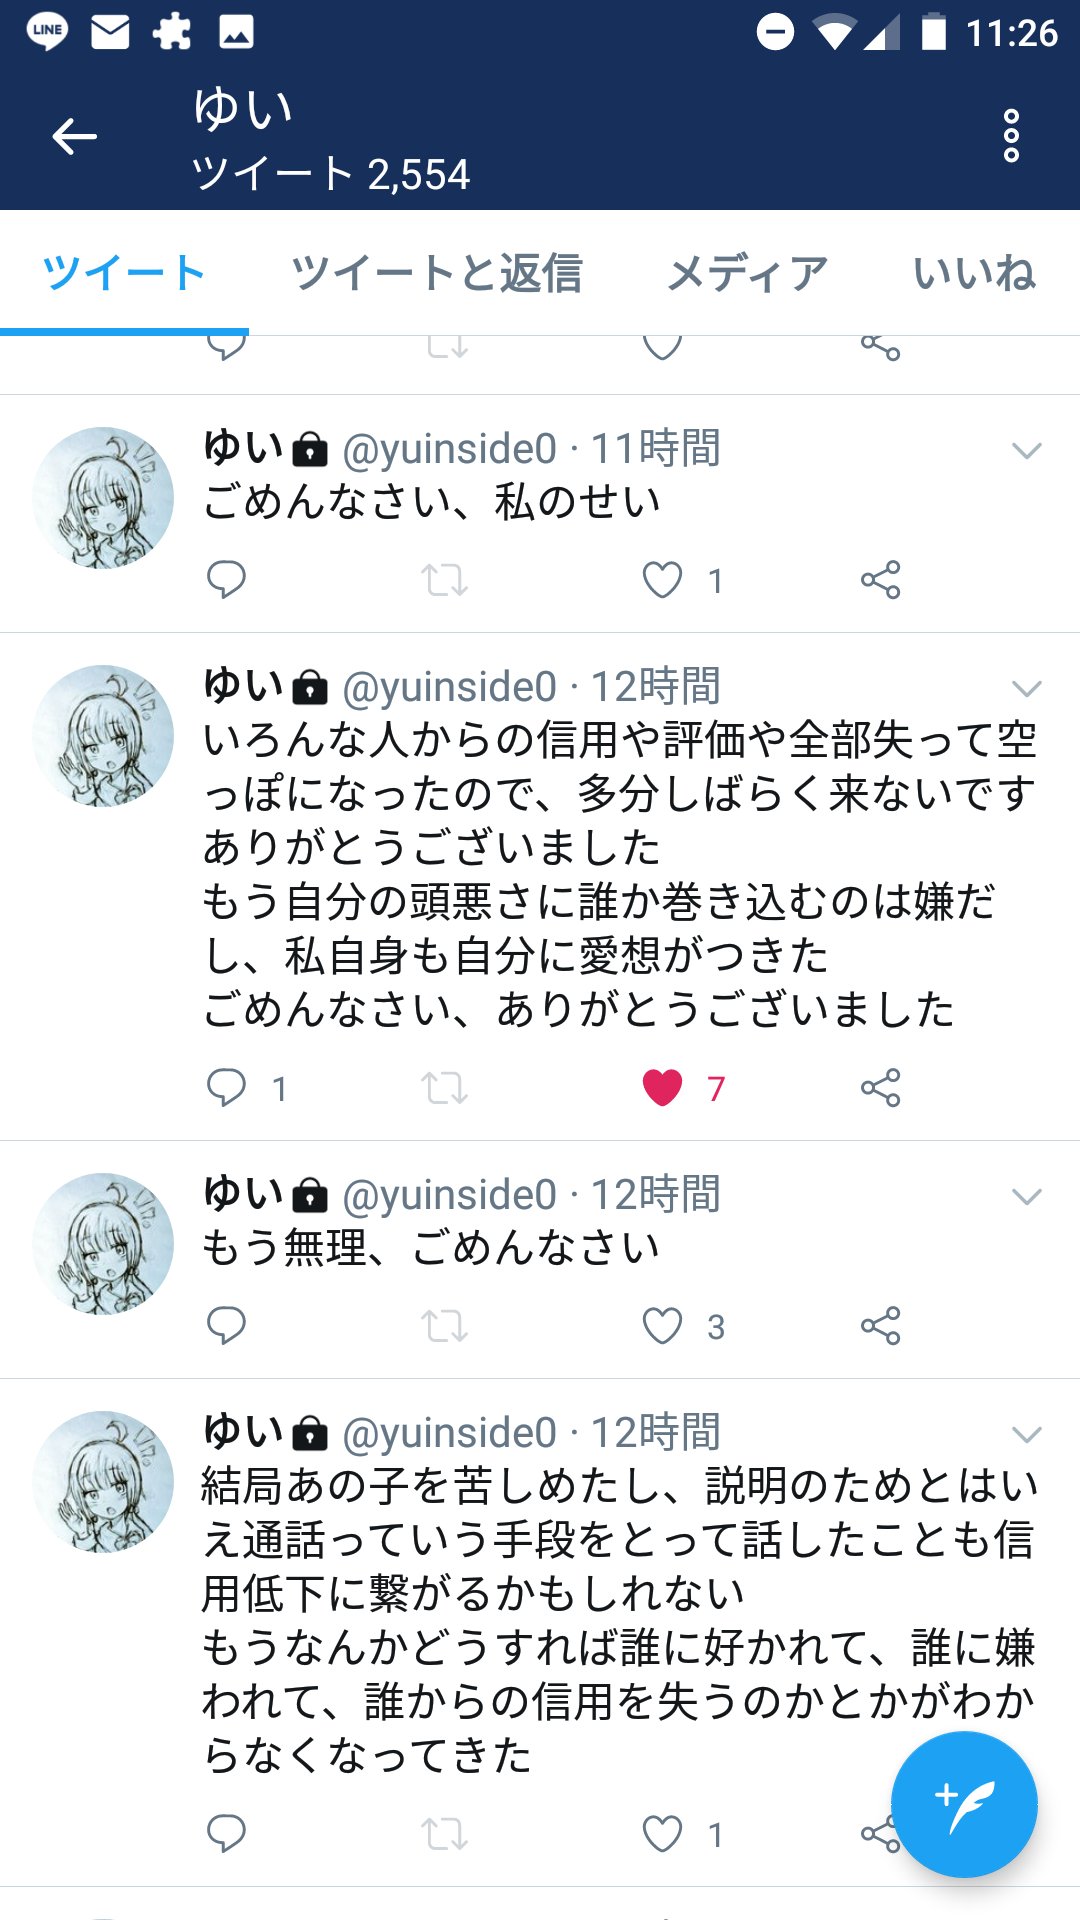 LINE
11:26
ゆい
ツイート 2,554
ツイート ツイートと返信 メディア いいね
ゆい @yuinside0 · 11時間
ごめんなさい、私のせい
1
ゆい @yuinside0 · 12時間
いろんな人からの信用や評価や全部失って空
っぽになったので、多分しばらく来ないです
ありがとうございました
もう自分の頭悪さに誰か巻き込むのは嫌だ
し、私自身も自分に愛想がつきた
ごめんなさい、ありがとうございました
1 7
ゆい @yuinside0 · 12時間
もう無理、ごめんなさい
3
ゆい @yuinside0 · 12時間
結局あの子を苦しめたし、説明のためとはい
え通話っていう手段をとって話したことも信
用低下に繋がるかもしれない
もうなんかどうすれば誰に好かれて、誰に嫌
われて、誰からの信用を失うのかとかがわか
らなくなってきた
1